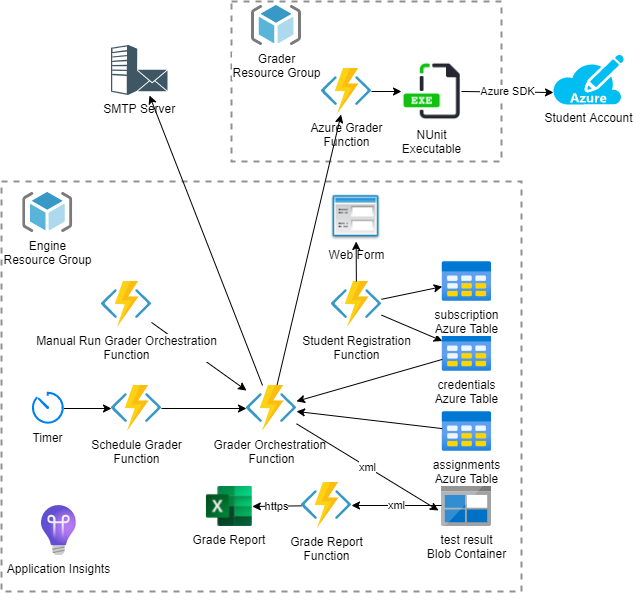 Grader
Resource Group
SMTP Server
Azure Grader
Function
EXE
NUnit
Executable
Azure SDK
Azure
Student Account
Engine
Resource Group
Web Form
Manual Run Grader Orchestration
Function
Student Registration
Function
subscription
Azure Table
credentials
Azure Table
Timer
Schedule Grader
Function
Grader Orchestration
Function
assignments
Azure Table
xml
X
Grade Report
https
Grade Report
Function
xml
test result
Blob Container
Application Insights